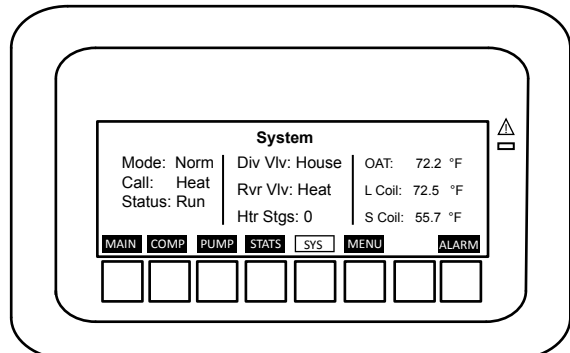 System
Mode: Norm
Call: Heat
Status: Run
Div Vlv: House
Rvr Vlv: Heat
Htr Stgs: 0
OAT: 72.2 °F
L Coil: 72.5 °F
S Coil: 55.7 °F
MAIN COMP PUMP STATS SYS MENU ALARM